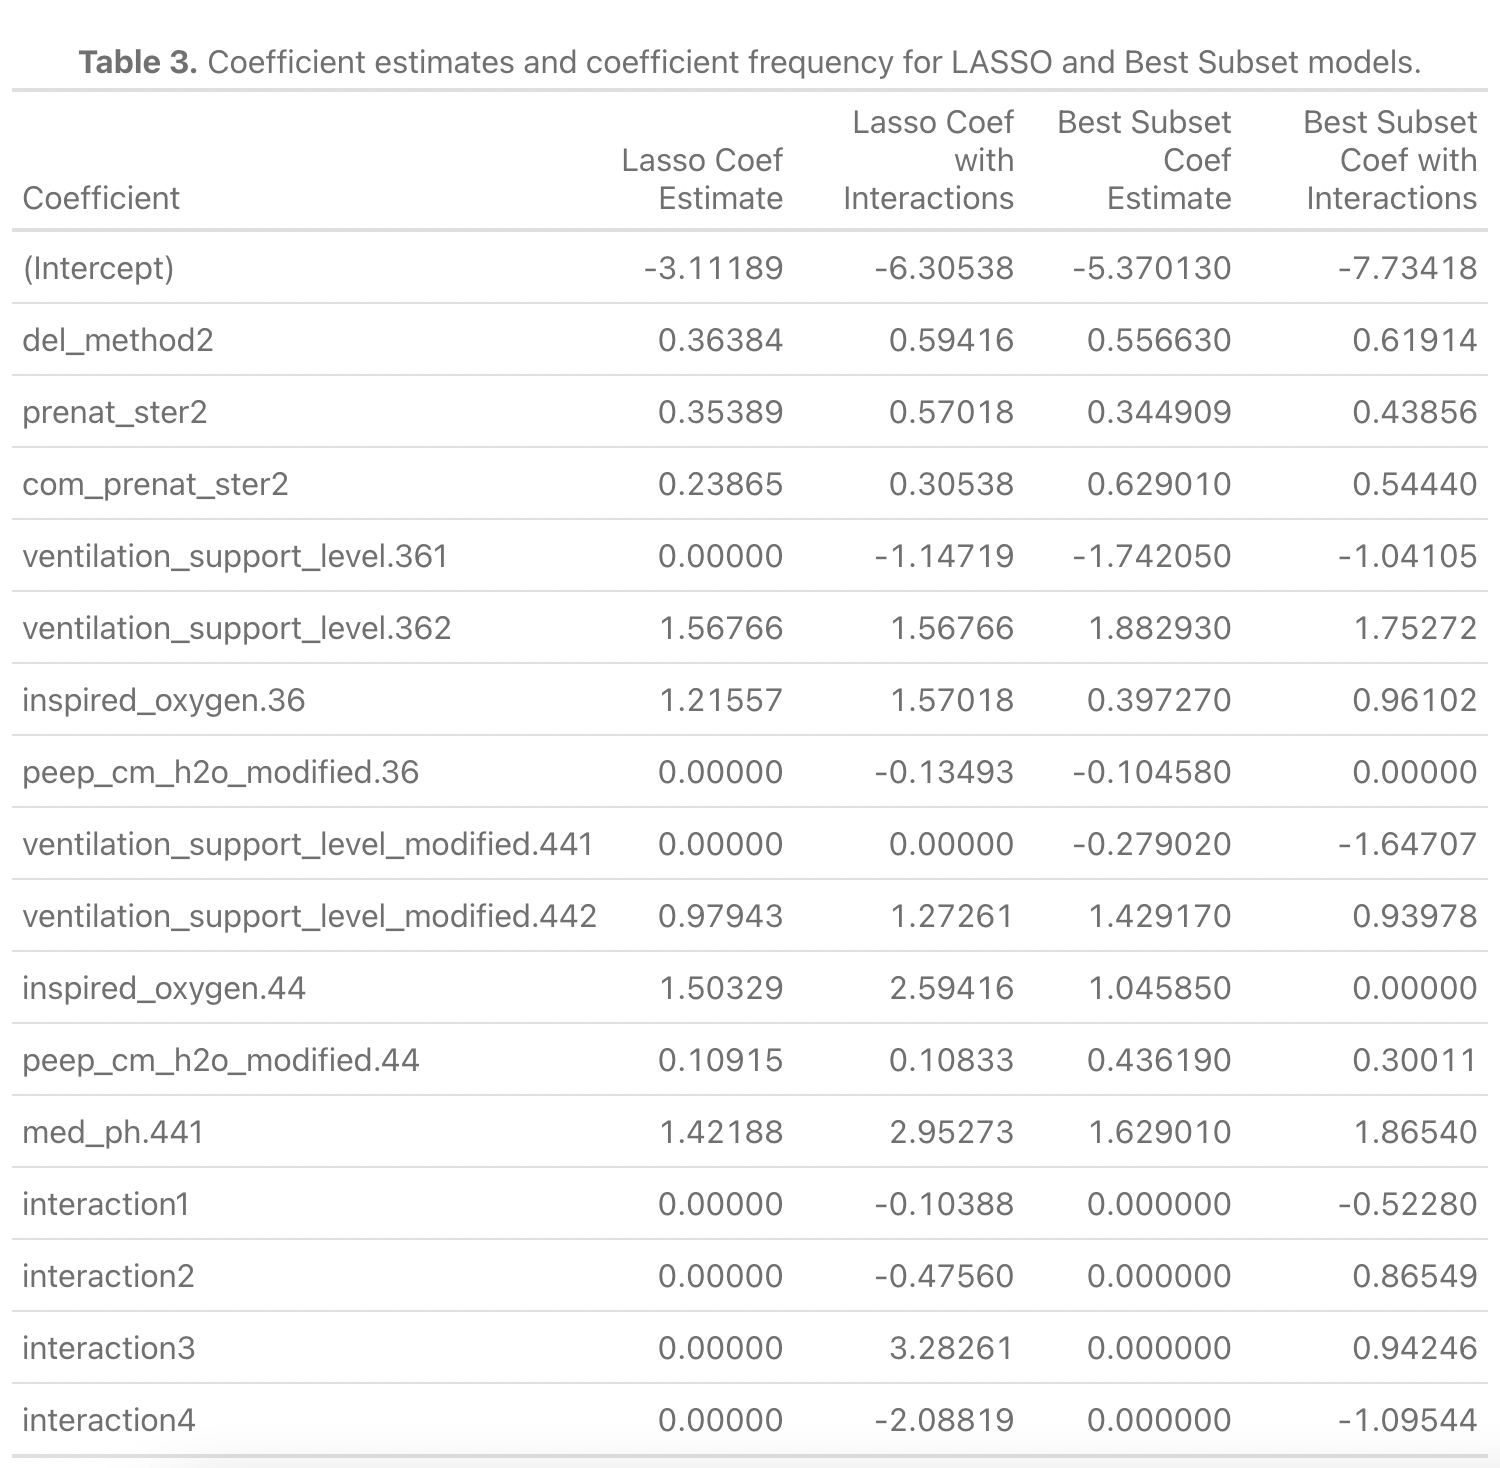 Table 3. Coefficient estimates and coefficient frequency for LASSO and Best Subset models.
Coefficient Lasso Coef Estimate Lasso Coef with Interactions Best Subset Coef Estimate Best Subset Coef with Interactions
(Intercept) -3.11189 -6.30538 -5.370130 -7.73418
del_method2 0.36384 0.59416 0.556630 0.61914
prenat_ster2 0.35389 0.57018 0.344909 0.43856
com_prenat_ster2 0.23865 0.30538 0.629010 0.54440
ventilation_support_level.361 0.00000 -1.14719 -1.742050 -1.04105
ventilation_support_level.362 1.56766 1.56766 1.882930 1.75272
inspired_oxygen.36 1.21557 1.57018 0.397270 0.96102
peep_cm_h2o_modified.36 0.00000 -0.13493 -0.104580 0.00000
ventilation_support_level_modified.441 0.00000 0.00000 -0.279020 -1.64707
ventilation_support_level_modified.442 0.97943 1.27261 1.429170 0.93978
inspired_oxygen.44 1.50329 2.59416 1.045850 0.00000
peep_cm_h2o_modified.44 0.10915 0.10833 0.436190 0.30011
med_ph.441 1.42188 2.95273 1.629010 1.86540
interaction1 0.00000 -0.10388 0.000000 -0.52280
interaction2 0.00000 -0.47560 0.000000 0.86549
interaction3 0.00000 3.28261 0.000000 0.94246
interaction4 0.00000 -2.08819 0.000000 -1.09544